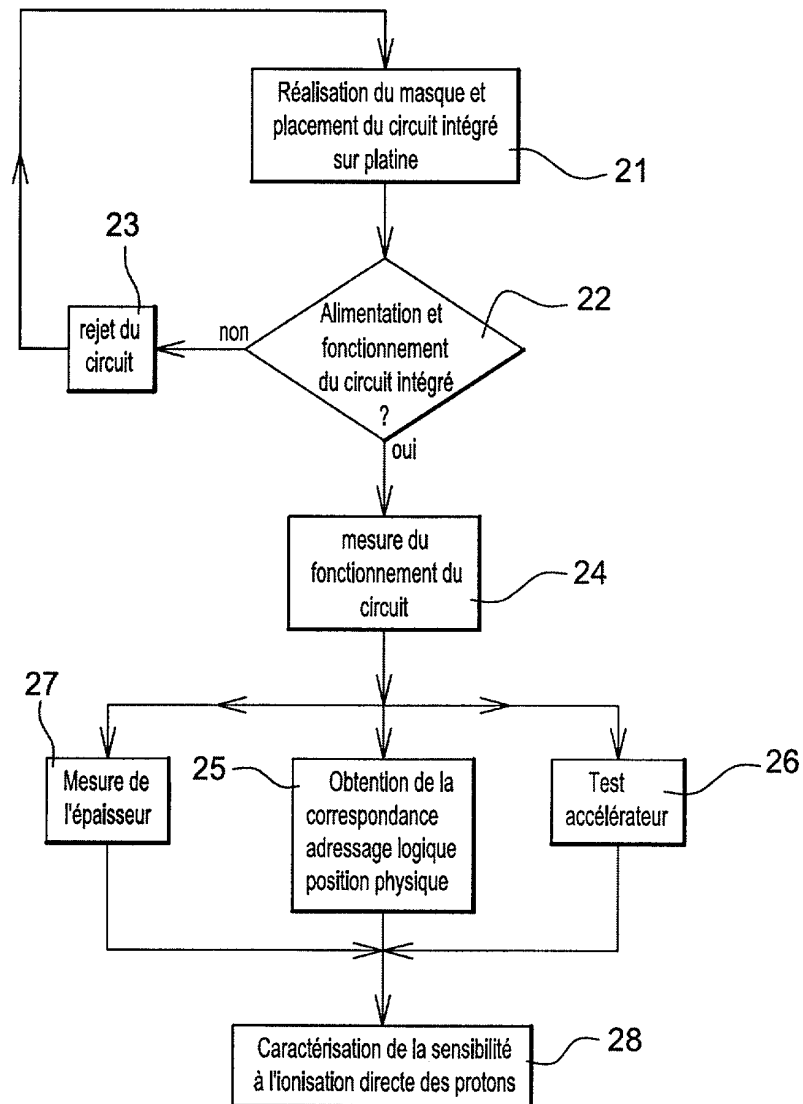 Réalisation du masque et
placement du circuit intégré
sur platine
21
23
22
rejet du
circuit
non
Alimentation et
fonctionnement
du circuit intégré
?
oui
mesure du
fonctionnement du
circuit
24
27
25
26
Mesure de
l'épaisseur
Obtention de la
correspondance
adressage logique
position physique
Test
accélérateur
28
Caractérisation de la sensibilité
à l'ionisation directe des protons